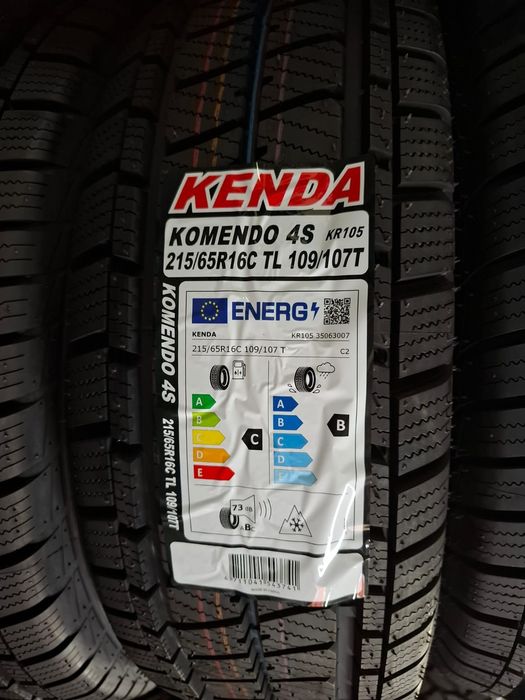 KENDA
KOMENDO 4S KR105
215/65R16C TL 109/107T
KOMENDO 4S 215/65R16C TL 109/107T
ENERG
KENDA KR105 35063007
215/65R16C 109/107 T C2
A A
B B B
C C C
D D
E E
73 dB
B